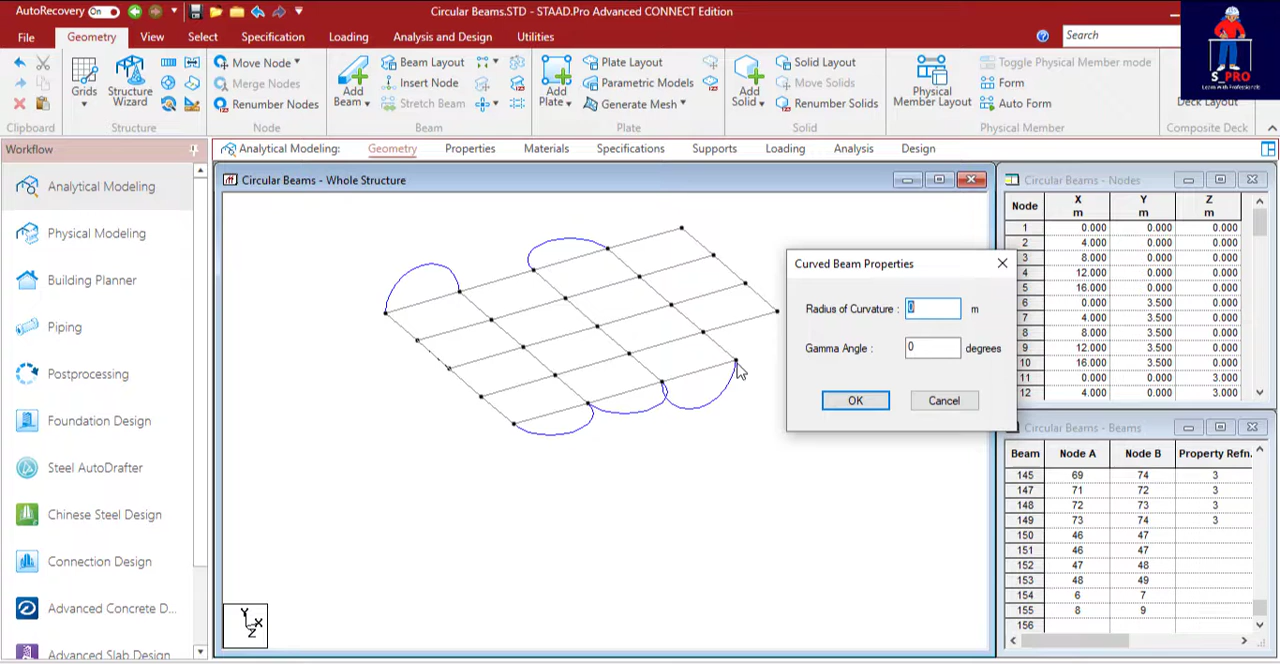 AutoRecovery On
Circular Beams.STD - STAAD.Pro Advanced CONNECT Edition
File Geometry View Select Specification Loading Analysis and Design Utilities
Search
S_PRO
Learn With Professionals
Grids
Structure Wizard
Move Node
Merge Nodes
Renumber Nodes
Add Beam
Beam Layout
Insert Node
Stretch Beam
Add Plate
Plate Layout
Parametric Models
Generate Mesh
Add Solid
Solid Layout
Move Solids
Renumber Solids
Physical Member Layout
Toggle Physical Member mode
Form
Auto Form
Deck Layout
Clipboard Structure Node Beam Plate Solid Physical Member Composite Deck
Workflow
Analytical Modeling: Geometry Properties Materials Specifications Supports Loading Analysis Design
Analytical Modeling
Physical Modeling
Building Planner
Piping
Postprocessing
Foundation Design
Steel AutoDrafter
Chinese Steel Design
Connection Design
Advanced Concrete D...
Advanced Slab Design
Circular Beams - Whole Structure
Y
X
Z
Curved Beam Properties
Radius of Curvature : 0 m
Gamma Angle : 0 degrees
OK Cancel
Circular Beams - Nodes
Node X m Y m Z m
1 0.000 0.000 0.000
2 4.000 0.000 0.000
3 8.000 0.000 0.000
4 12.000 0.000 0.000
5 16.000 0.000 0.000
6 0.000 3.500 0.000
7 4.000 3.500 0.000
8 8.000 3.500 0.000
9 12.000 3.500 0.000
10 16.000 3.500 0.000
11 0.000 0.000 3.000
12 4.000 0.000 3.000
Circular Beams - Beams
Beam Node A Node B Property Refn.
145 69 74 3
147 71 72 3
148 72 73 3
149 73 74 3
150 46 47
151 46 47
152 47 48
153 48 49
154 6 7
155 8 9
156